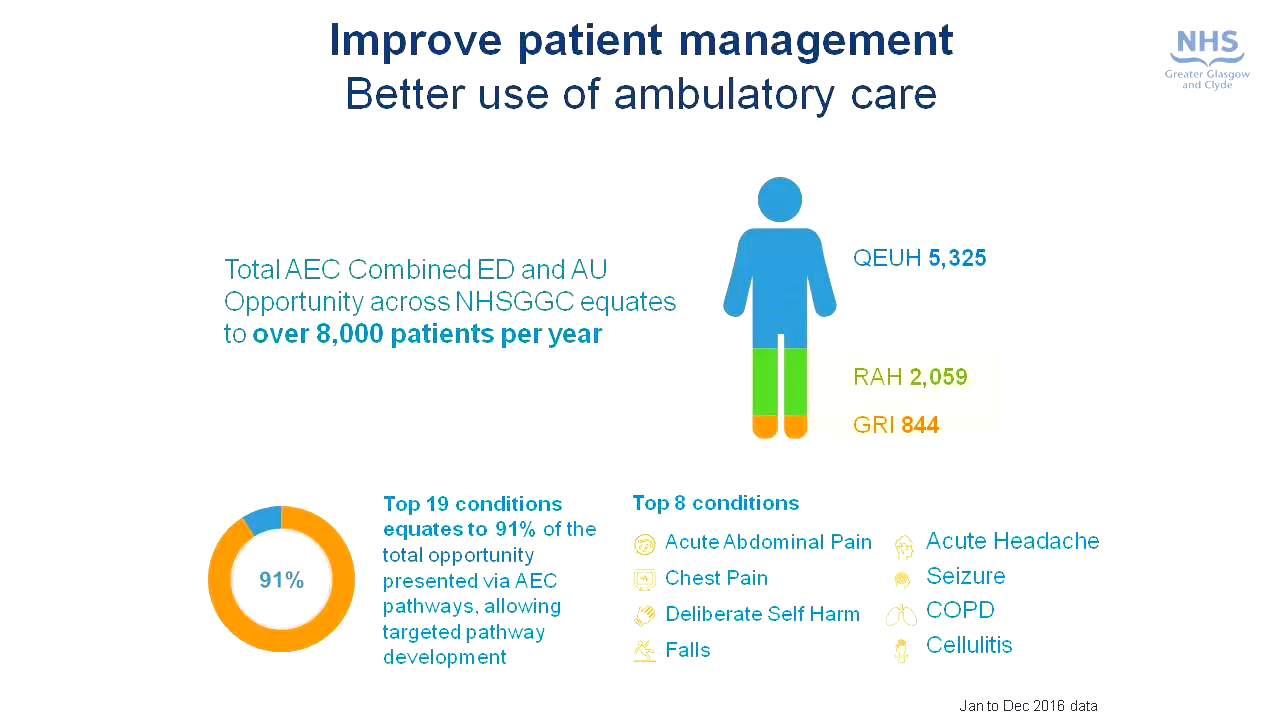 Improve patient management
Better use of ambulatory care
NHS
Greater Glasgow
and Clyde
Total AEC Combined ED and AU
Opportunity across NHSGGC equates
to over 8,000 patients per year
QEUH 5,325
RAH 2,059
GRI 844
91%
Top 19 conditions
equates to 91% of the
total opportunity
presented via AEC
pathways, allowing
targeted pathway
development
Top 8 conditions
Acute Abdominal Pain
Chest Pain
Deliberate Self Harm
Falls
Acute Headache
Seizure
COPD
Cellulitis
Jan to Dec 2016 data